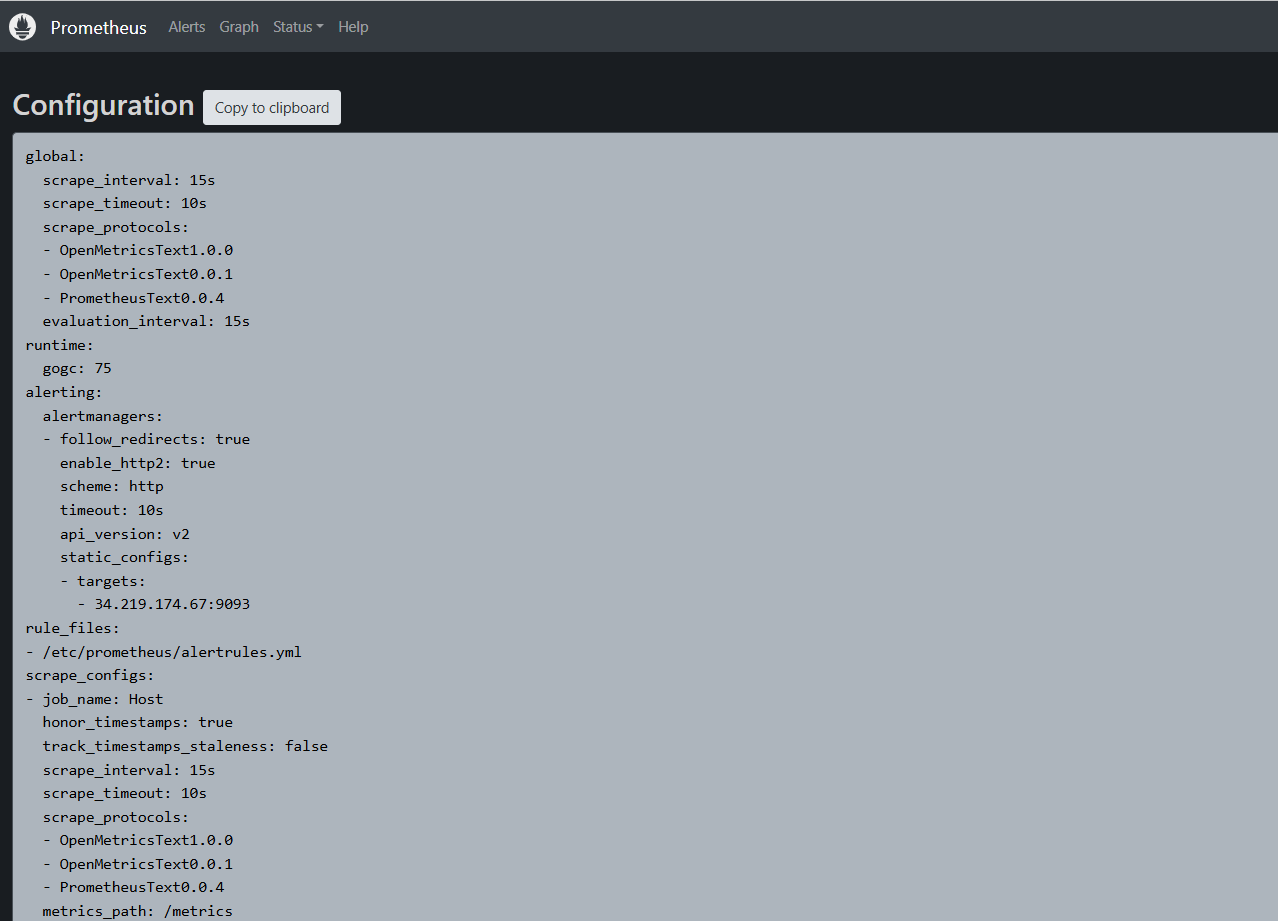 Prometheus Alerts Graph Status Help
Configuration Copy to clipboard
global:
  scrape_interval: 15s
  scrape_timeout: 10s
  scrape_protocols:
  - OpenMetricsText1.0.0
  - OpenMetricsText0.0.1
  - PrometheusText0.0.4
  evaluation_interval: 15s
runtime:
  gogc: 75
alerting:
  alertmanagers:
  - follow_redirects: true
    enable_http2: true
    scheme: http
    timeout: 10s
    api_version: v2
    static_configs:
    - targets:
      - 34.219.174.67:9093
rule_files:
- /etc/prometheus/alertrules.yml
scrape_configs:
- job_name: Host
  honor_timestamps: true
  track_timestamps_staleness: false
  scrape_interval: 15s
  scrape_timeout: 10s
  scrape_protocols:
  - OpenMetricsText1.0.0
  - OpenMetricsText0.0.1
  - PrometheusText0.0.4
  metrics_path: /metrics